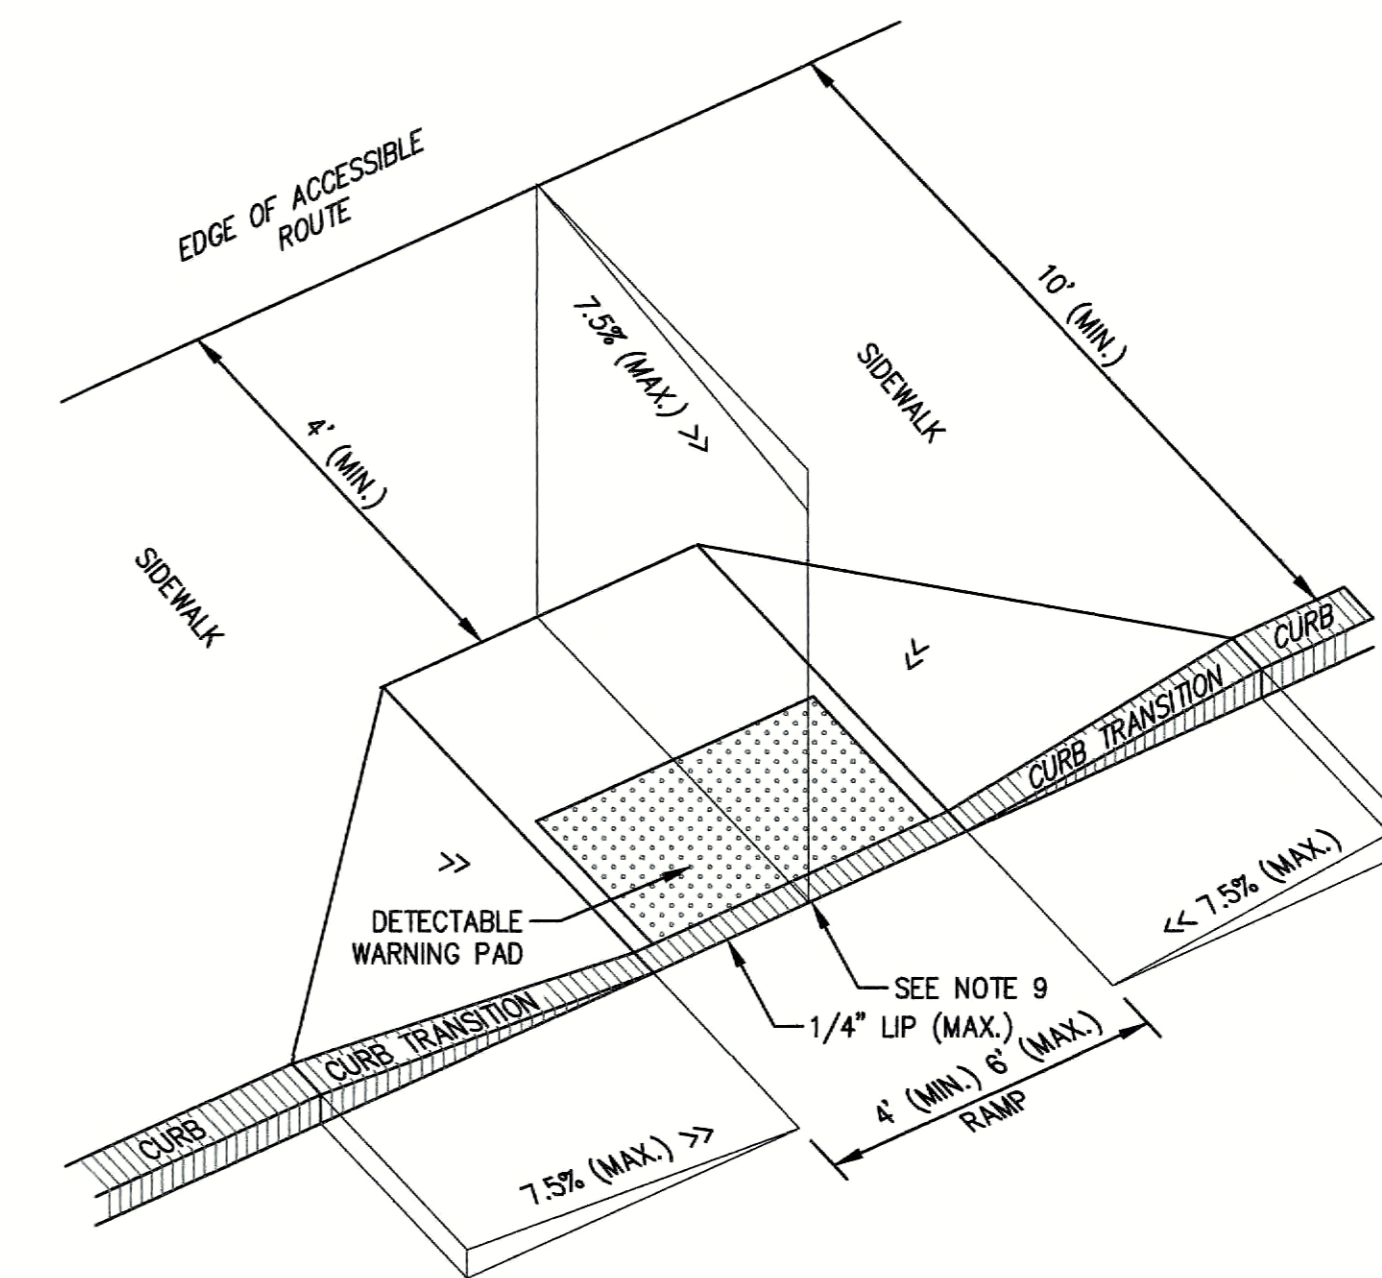 EDGE OF ACCESSIBLE
ROUTE
10' (MIN.)
7.5% (MAX.) >>
SIDEWALK
4' (MIN.)
SIDEWALK
<<
CURB
CURB TRANSITION
>>
<< 7.5% (MAX.)
DETECTABLE
WARNING PAD
SEE NOTE 9
1/4" LIP (MAX.)
CURB TRANSITION
4' (MIN.) 6' (MAX.)
RAMP
CURB
7.5% (MAX.) >>